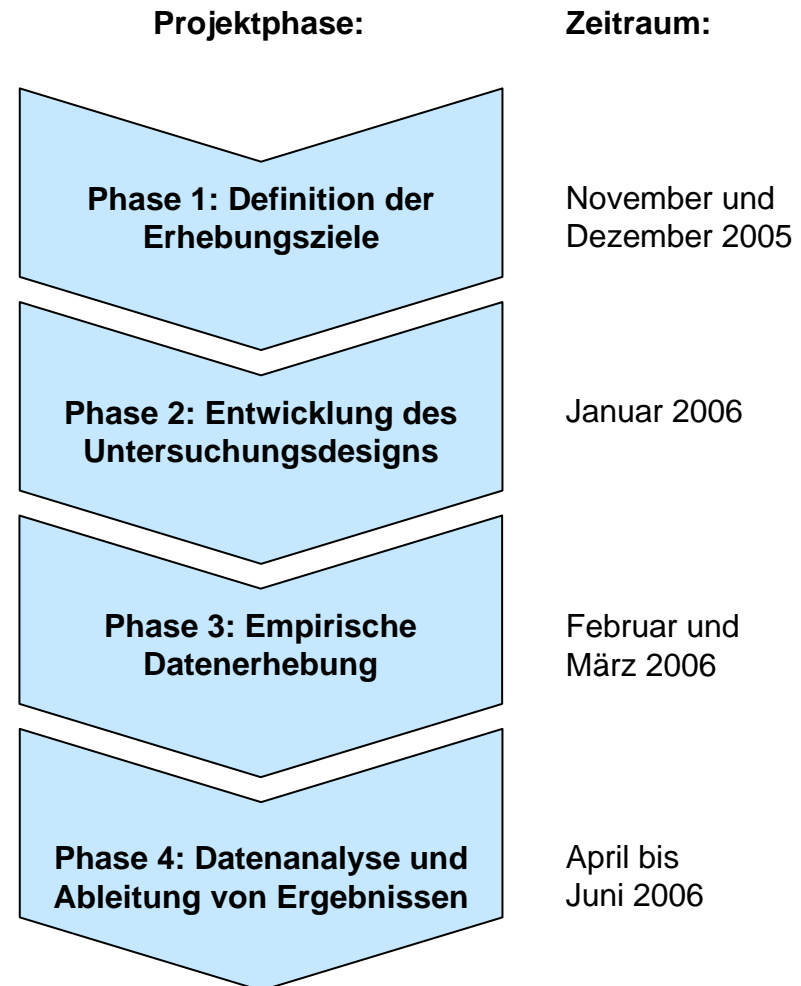 Projektphase: Zeitraum:
Phase 1: Definition der
Erhebungsziele
November und
Dezember 2005
Phase 2: Entwicklung des
Untersuchungsdesigns
Januar 2006
Phase 3: Empirische
Datenerhebung
Februar und
März 2006
Phase 4: Datenanalyse und
Ableitung von Ergebnissen
April bis
Juni 2006